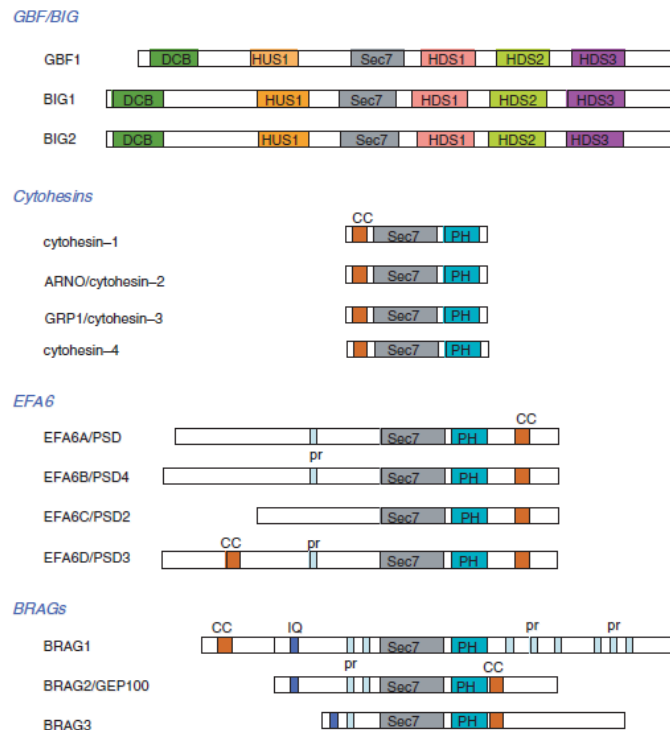 GBF/BIG
GBF1 DCB HUS1 Sec7 HDS1 HDS2 HDS3
BIG1 DCB HUS1 Sec7 HDS1 HDS2 HDS3
BIG2 DCB HUS1 Sec7 HDS1 HDS2 HDS3
Cytohesins
CC
cytohesin–1 Sec7 PH
ARNO/cytohesin–2 Sec7 PH
GRP1/cytohesin–3 Sec7 PH
cytohesin–4 Sec7 PH
EFA6
CC
EFA6A/PSD Sec7 PH
pr
EFA6B/PSD4 Sec7 PH
EFA6C/PSD2 Sec7 PH
CC pr
EFA6D/PSD3 Sec7 PH
BRAGs
CC IQ pr pr
BRAG1 Sec7 PH
pr CC
BRAG2/GEP100 Sec7 PH
BRAG3 Sec7 PH